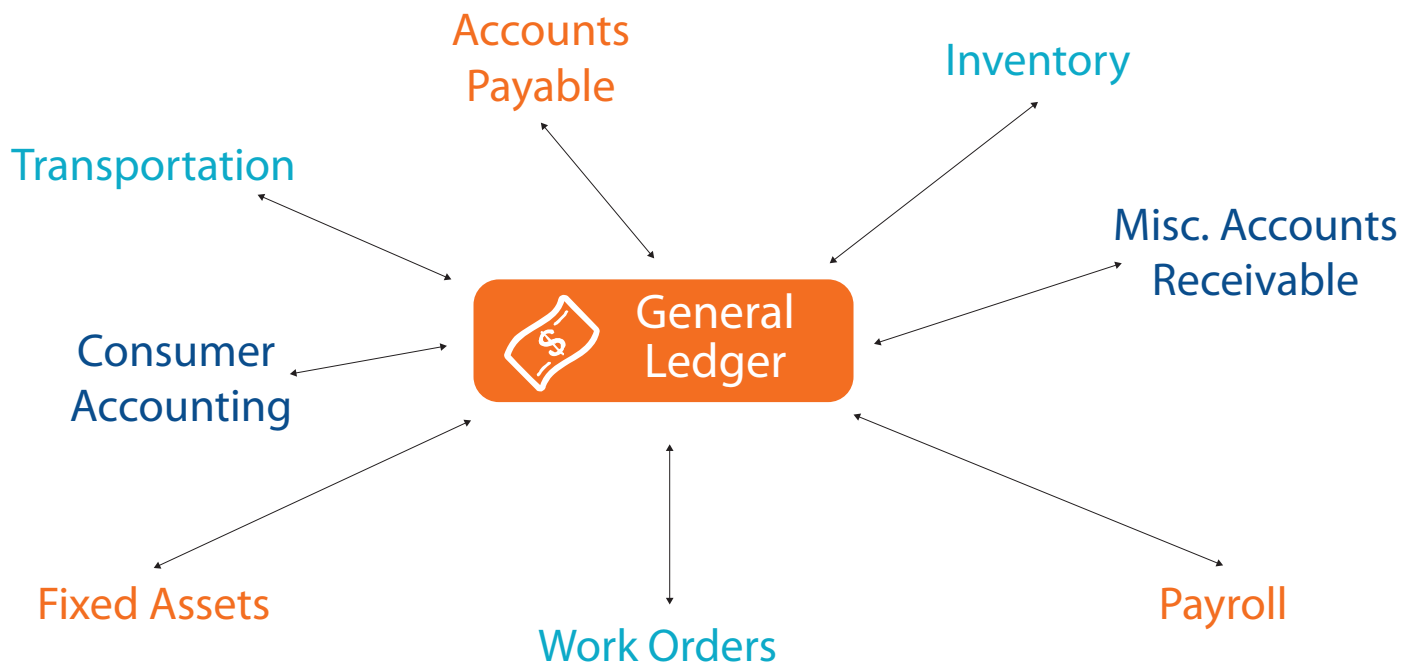 Accounts
Payable
Inventory
Transportation
Misc. Accounts
Receivable
$
General
Ledger
Consumer
Accounting
Fixed Assets
Payroll
Work Orders